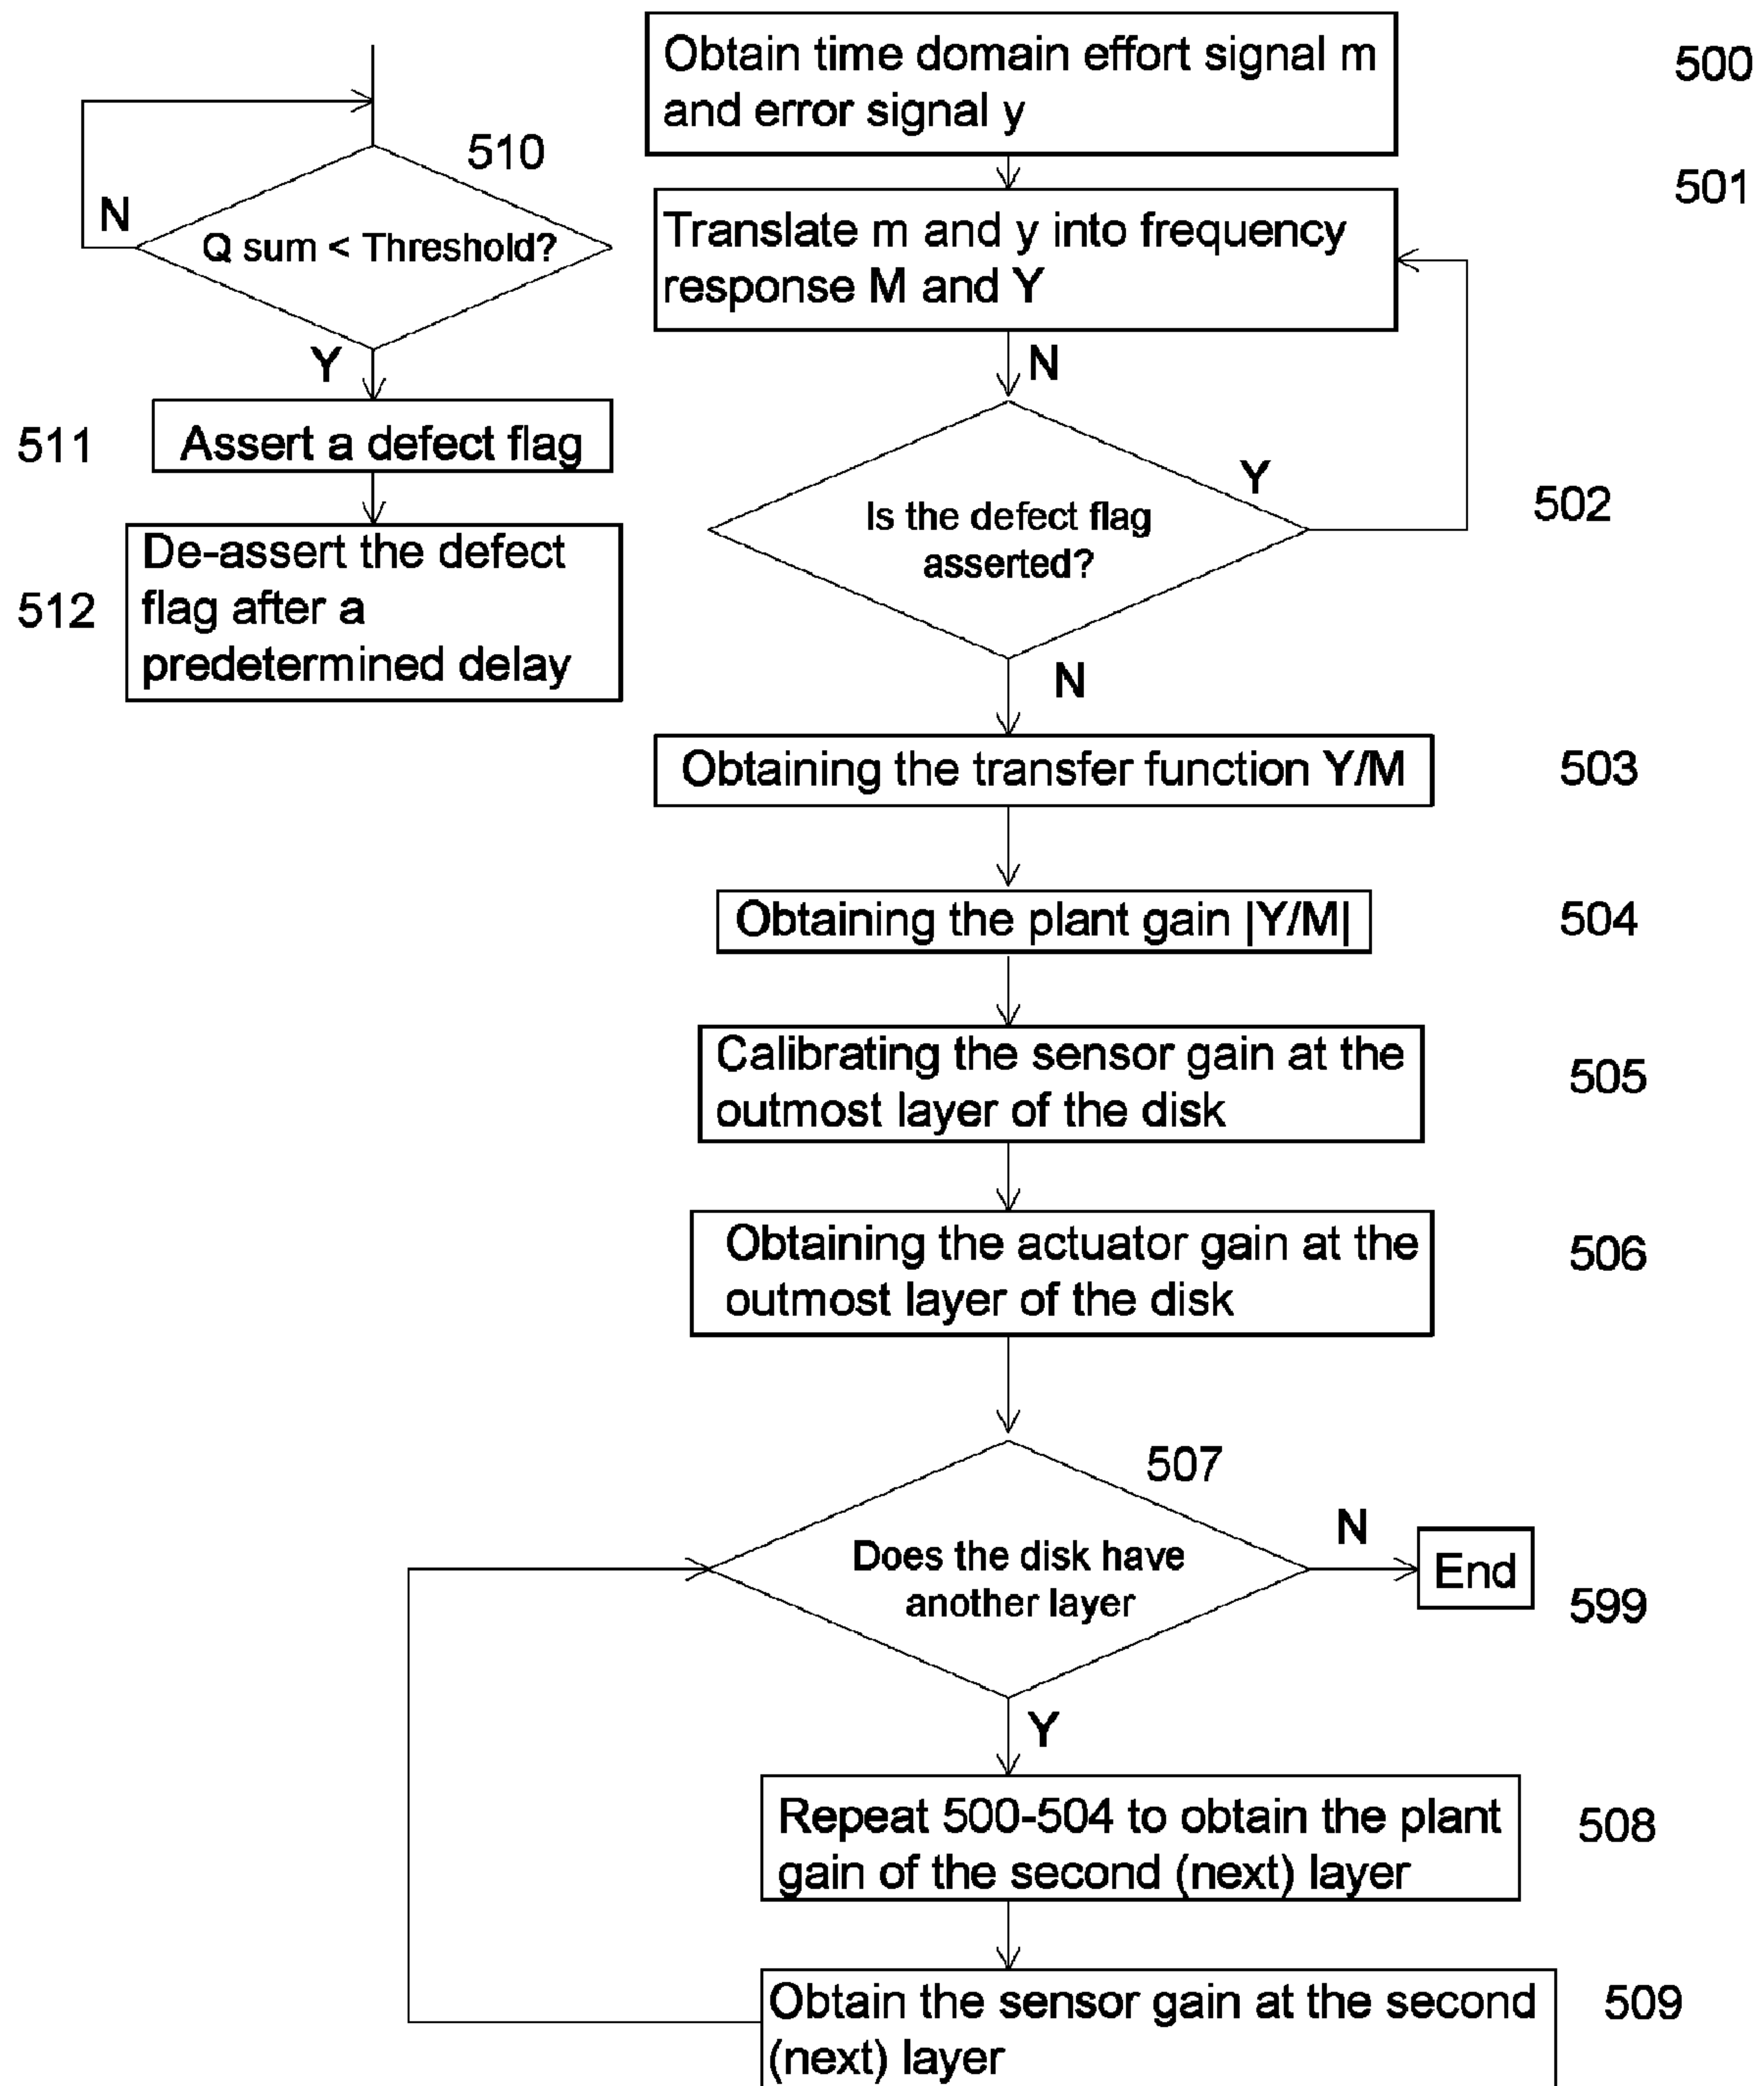 Obtain time domain effort signal m
and error signal y
500
501
Translate m and y into frequency
response M and Y
510
N
Q sum < Threshold?
Y
511
Assert a defect flag
512
De-assert the defect
flag after a
predetermined delay
N
Y
Is the defect flag
asserted?
502
N
Obtaining the transfer function Y/M
503
Obtaining the plant gain |Y/M|
504
Calibrating the sensor gain at the
outmost layer of the disk
505
Obtaining the actuator gain at the
outmost layer of the disk
506
507
Does the disk have
another layer
N
End
599
Y
Repeat 500-504 to obtain the plant
gain of the second (next) layer
508
Obtain the sensor gain at the second
(next) layer
509